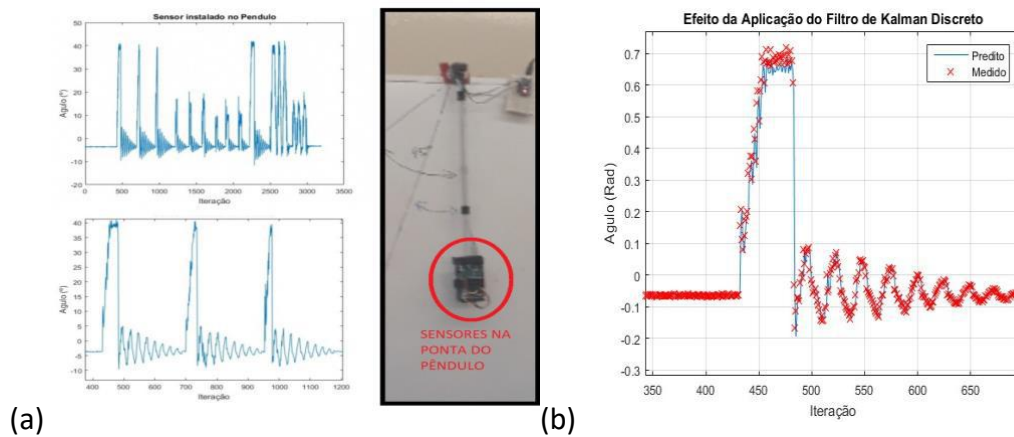 Sensor instalado no Pendulo
Agulo (º)
50
40
30
20
10
0
-10
-20
0 500 1000 1500 2000 2500 3000 3500
Iteração
Agulo (º)
40
35
30
25
20
15
10
5
0
-5
-10
400 500 600 700 800 900 1000 1100 1200
Iteração
SENSORES NA
PONTA DO
PÊNDULO
(a)
Efeito da Aplicação do Filtro de Kalman Discreto
Predito
Medido
Agulo (Rad)
0.7
0.6
0.5
0.4
0.3
0.2
0.1
0
-0.1
-0.2
-0.3
350 400 450 500 550 600 650
Iteração
(b)